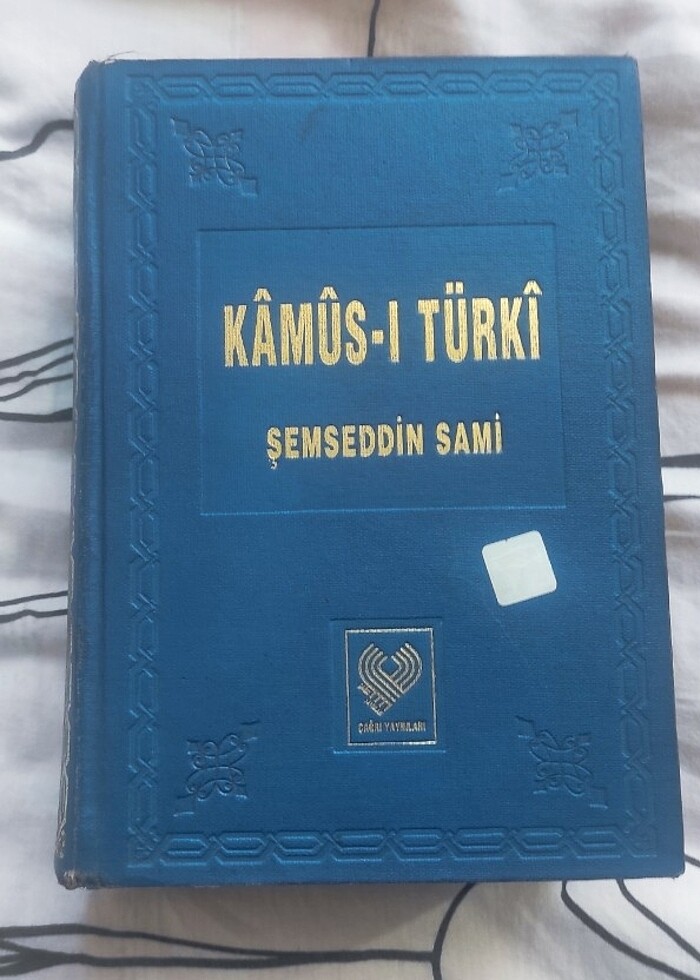 KÂMÛS-I TÜRKÎ
ŞEMSEDDİN SAMİ
ÇAĞRI YAYINLARI